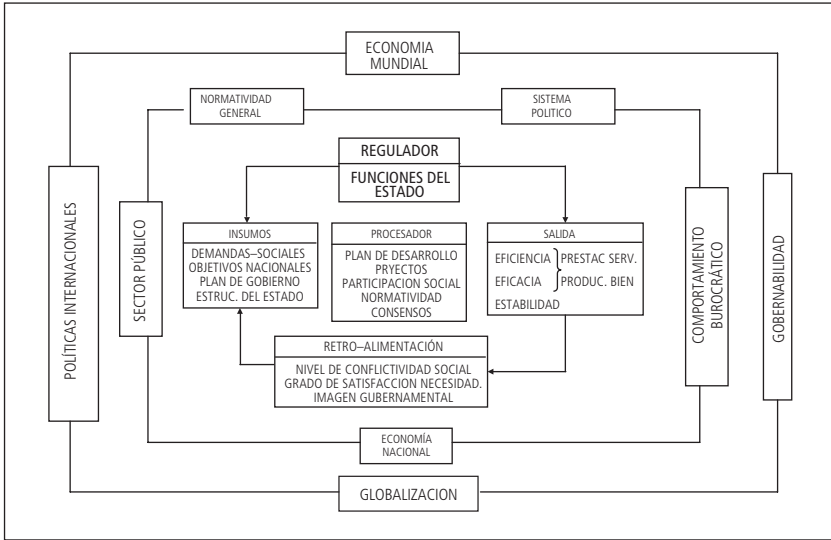 ECONOMIA
MUNDIAL
NORMATIVIDAD
GENERAL
SISTEMA
POLITICO
POLÍTICAS INTERNACIONALES
SECTOR PÚBLICO
REGULADOR
FUNCIONES DEL
ESTADO
INSUMOS
DEMANDAS–SOCIALES
OBJETIVOS NACIONALES
PLAN DE GOBIERNO
ESTRUC. DEL ESTADO
PROCESADOR
PLAN DE DESARROLLO
PRYECTOS
PARTICIPACION SOCIAL
NORMATIVIDAD
CONSENSOS
SALIDA
EFICIENCIA PRESTAC SERV.
EFICACIA PRODUC. BIEN
ESTABILIDAD
RETRO–ALIMENTACIÓN
NIVEL DE CONFLICTIVIDAD SOCIAL
GRADO DE SATISFACCION NECESIDAD.
IMAGEN GUBERNAMENTAL
COMPORTAMIENTO
BUROCRÁTICO
GOBERNABILIDAD
ECONOMÍA
NACIONAL
GLOBALIZACION